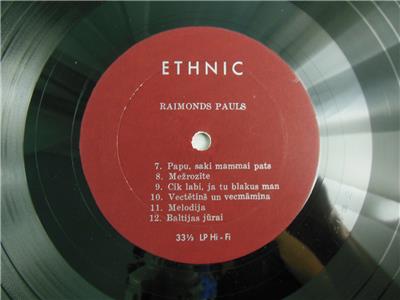 ETHNIC
RAIMONDS PAULS
7. Papu, saki mammai pats
8. Mežrozīte
9. Cik labi, ja tu blakus man
10. Vectētiņš un vecmāmiņa
11. Melodija
12. Baltijas jūrai
33⅓ LP Hi - Fi